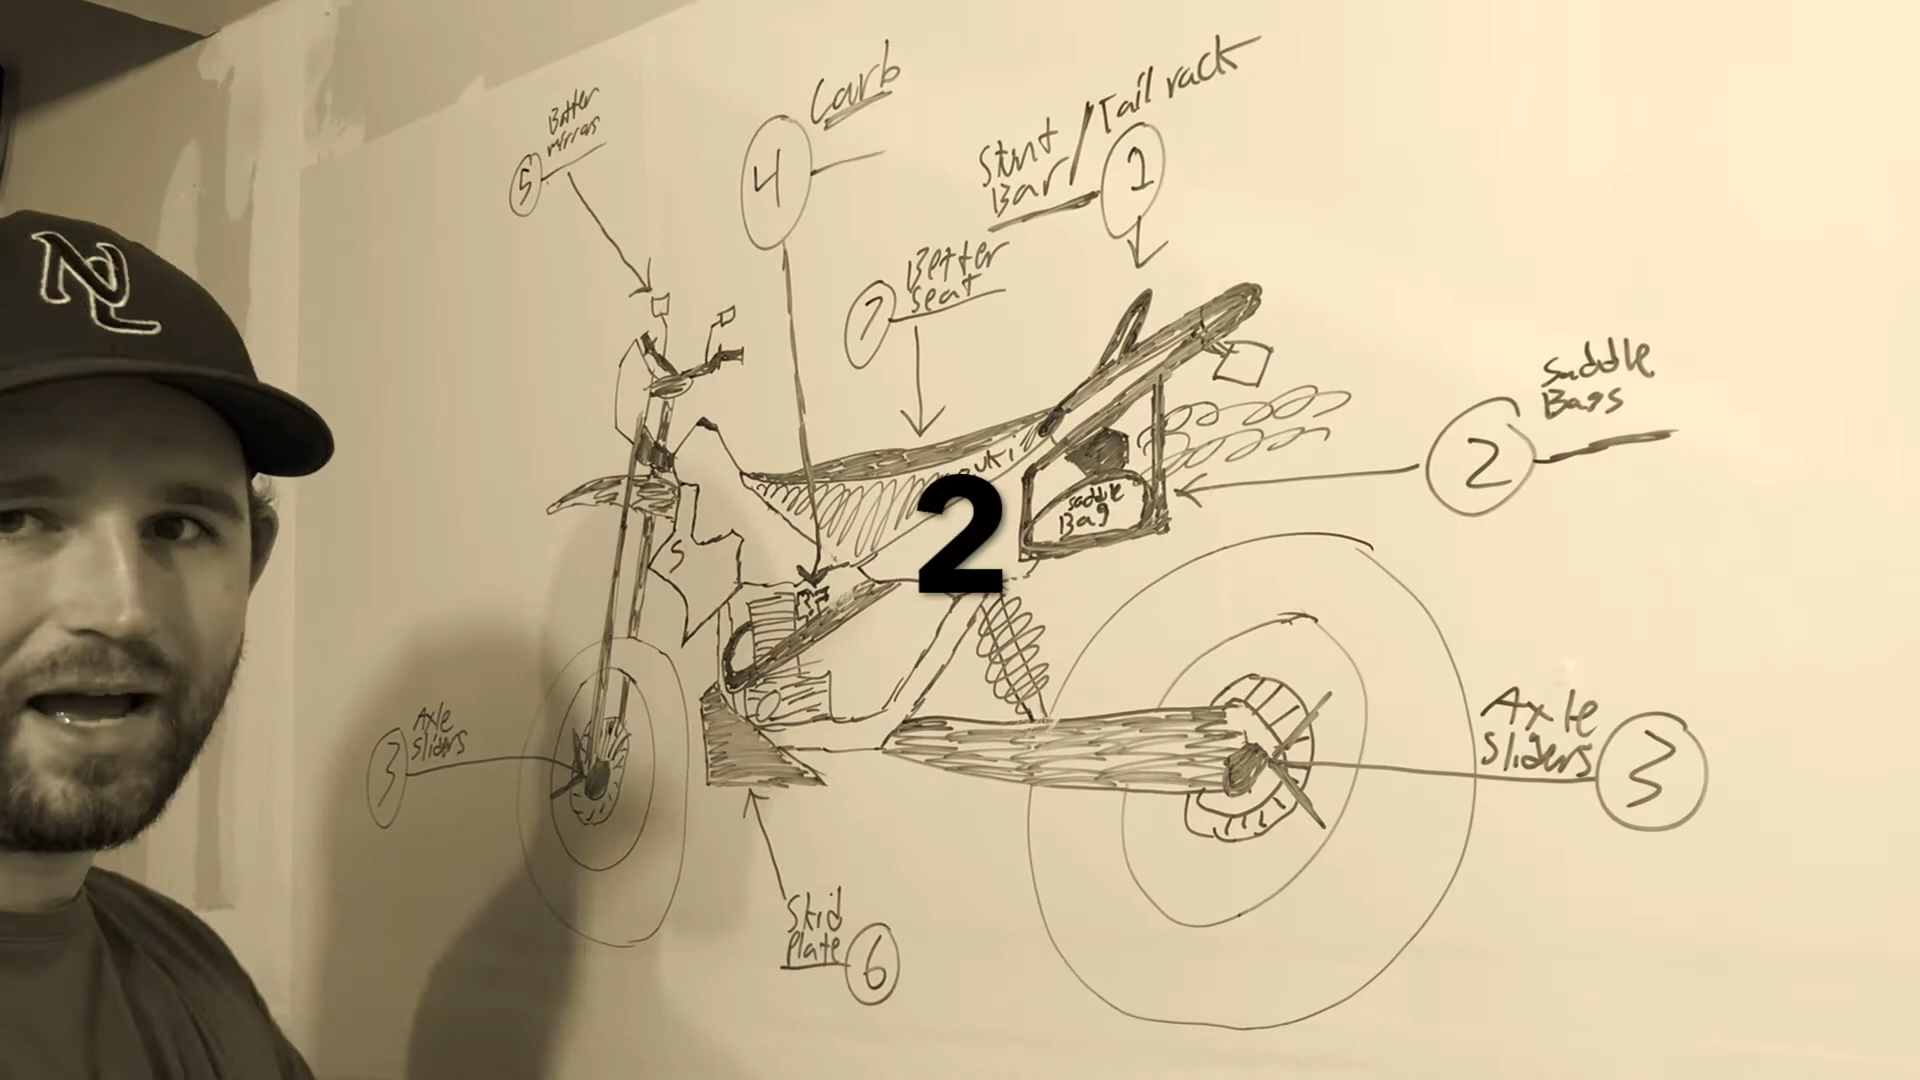 Carb
Stunt
Bar/Tail rack
1
Better
mirrors
5
4
NL
Better
seat
7
Saddle
Bags
2
2
saddle
Bag
S
Axle
sliders
3
Axle
Sliders
3
Skid
plate
6